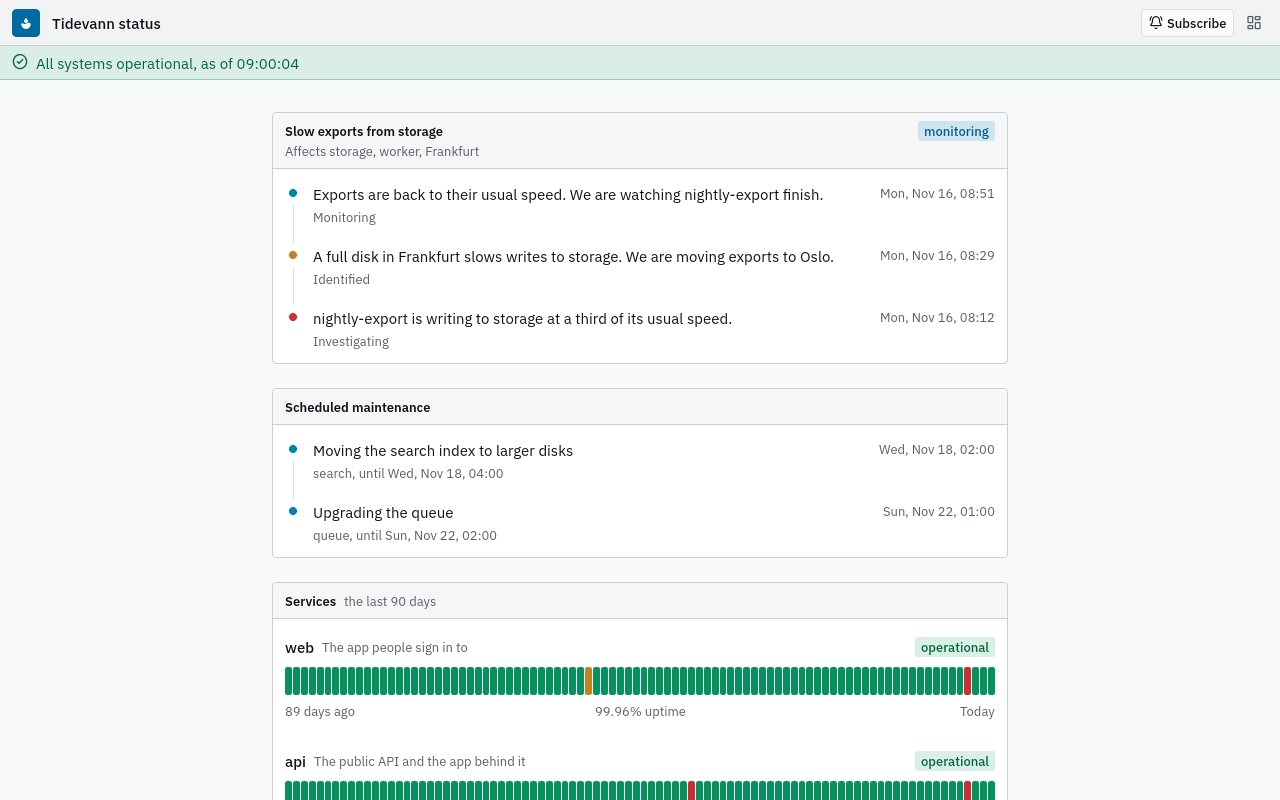 Tidevann status
Subscribe
All systems operational, as of 09:00:04
Slow exports from storage
monitoring
Affects storage, worker, Frankfurt
Exports are back to their usual speed. We are watching nightly-export finish.
Mon, Nov 16, 08:51
Monitoring
A full disk in Frankfurt slows writes to storage. We are moving exports to Oslo.
Mon, Nov 16, 08:29
Identified
nightly-export is writing to storage at a third of its usual speed.
Mon, Nov 16, 08:12
Investigating
Scheduled maintenance
Moving the search index to larger disks
Wed, Nov 18, 02:00
search, until Wed, Nov 18, 04:00
Upgrading the queue
Sun, Nov 22, 01:00
queue, until Sun, Nov 22, 02:00
Services the last 90 days
web The app people sign in to
operational
89 days ago
99.96% uptime
Today
api The public API and the app behind it
operational